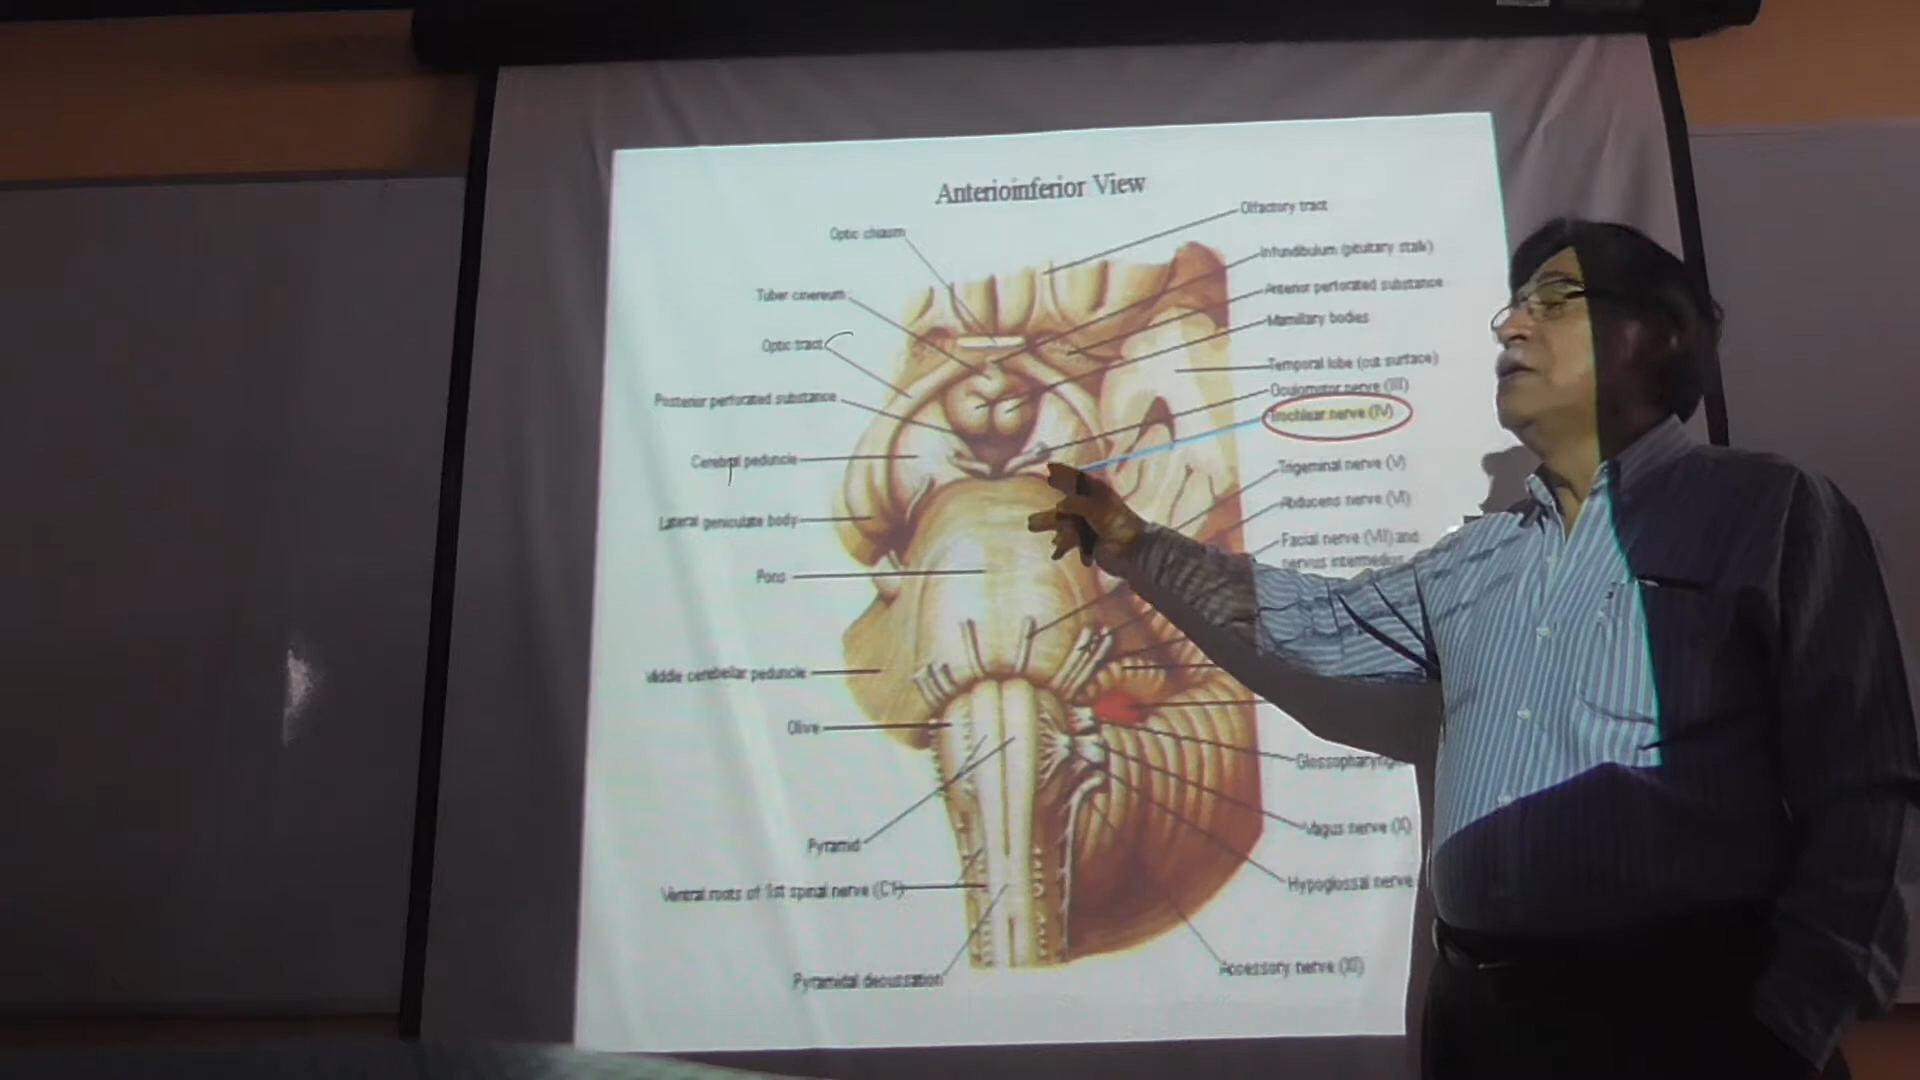 Anterioinferior View
Optic chiasm
Tuber cinereum
Optic tract
Posterior perforated substance
Cerebral peduncle
Lateral geniculate body
Pons
Middle cerebellar peduncle
Olive
Pyramid
Ventral roots of 1st spinal nerve (C1)
Pyramidal decussation
Olfactory tract
Infundibulum (pituitary stalk)
Anterior perforated substance
Mamillary bodies
Temporal lobe (cut surface)
Oculomotor nerve (III)
Trochlear nerve (IV)
Trigeminal nerve (V)
Abducens nerve (VI)
Facial nerve (VII) and
nervus intermedius
Glossopharyng
Vagus nerve (X)
Hypoglossal nerve
Accessory nerve (XI)